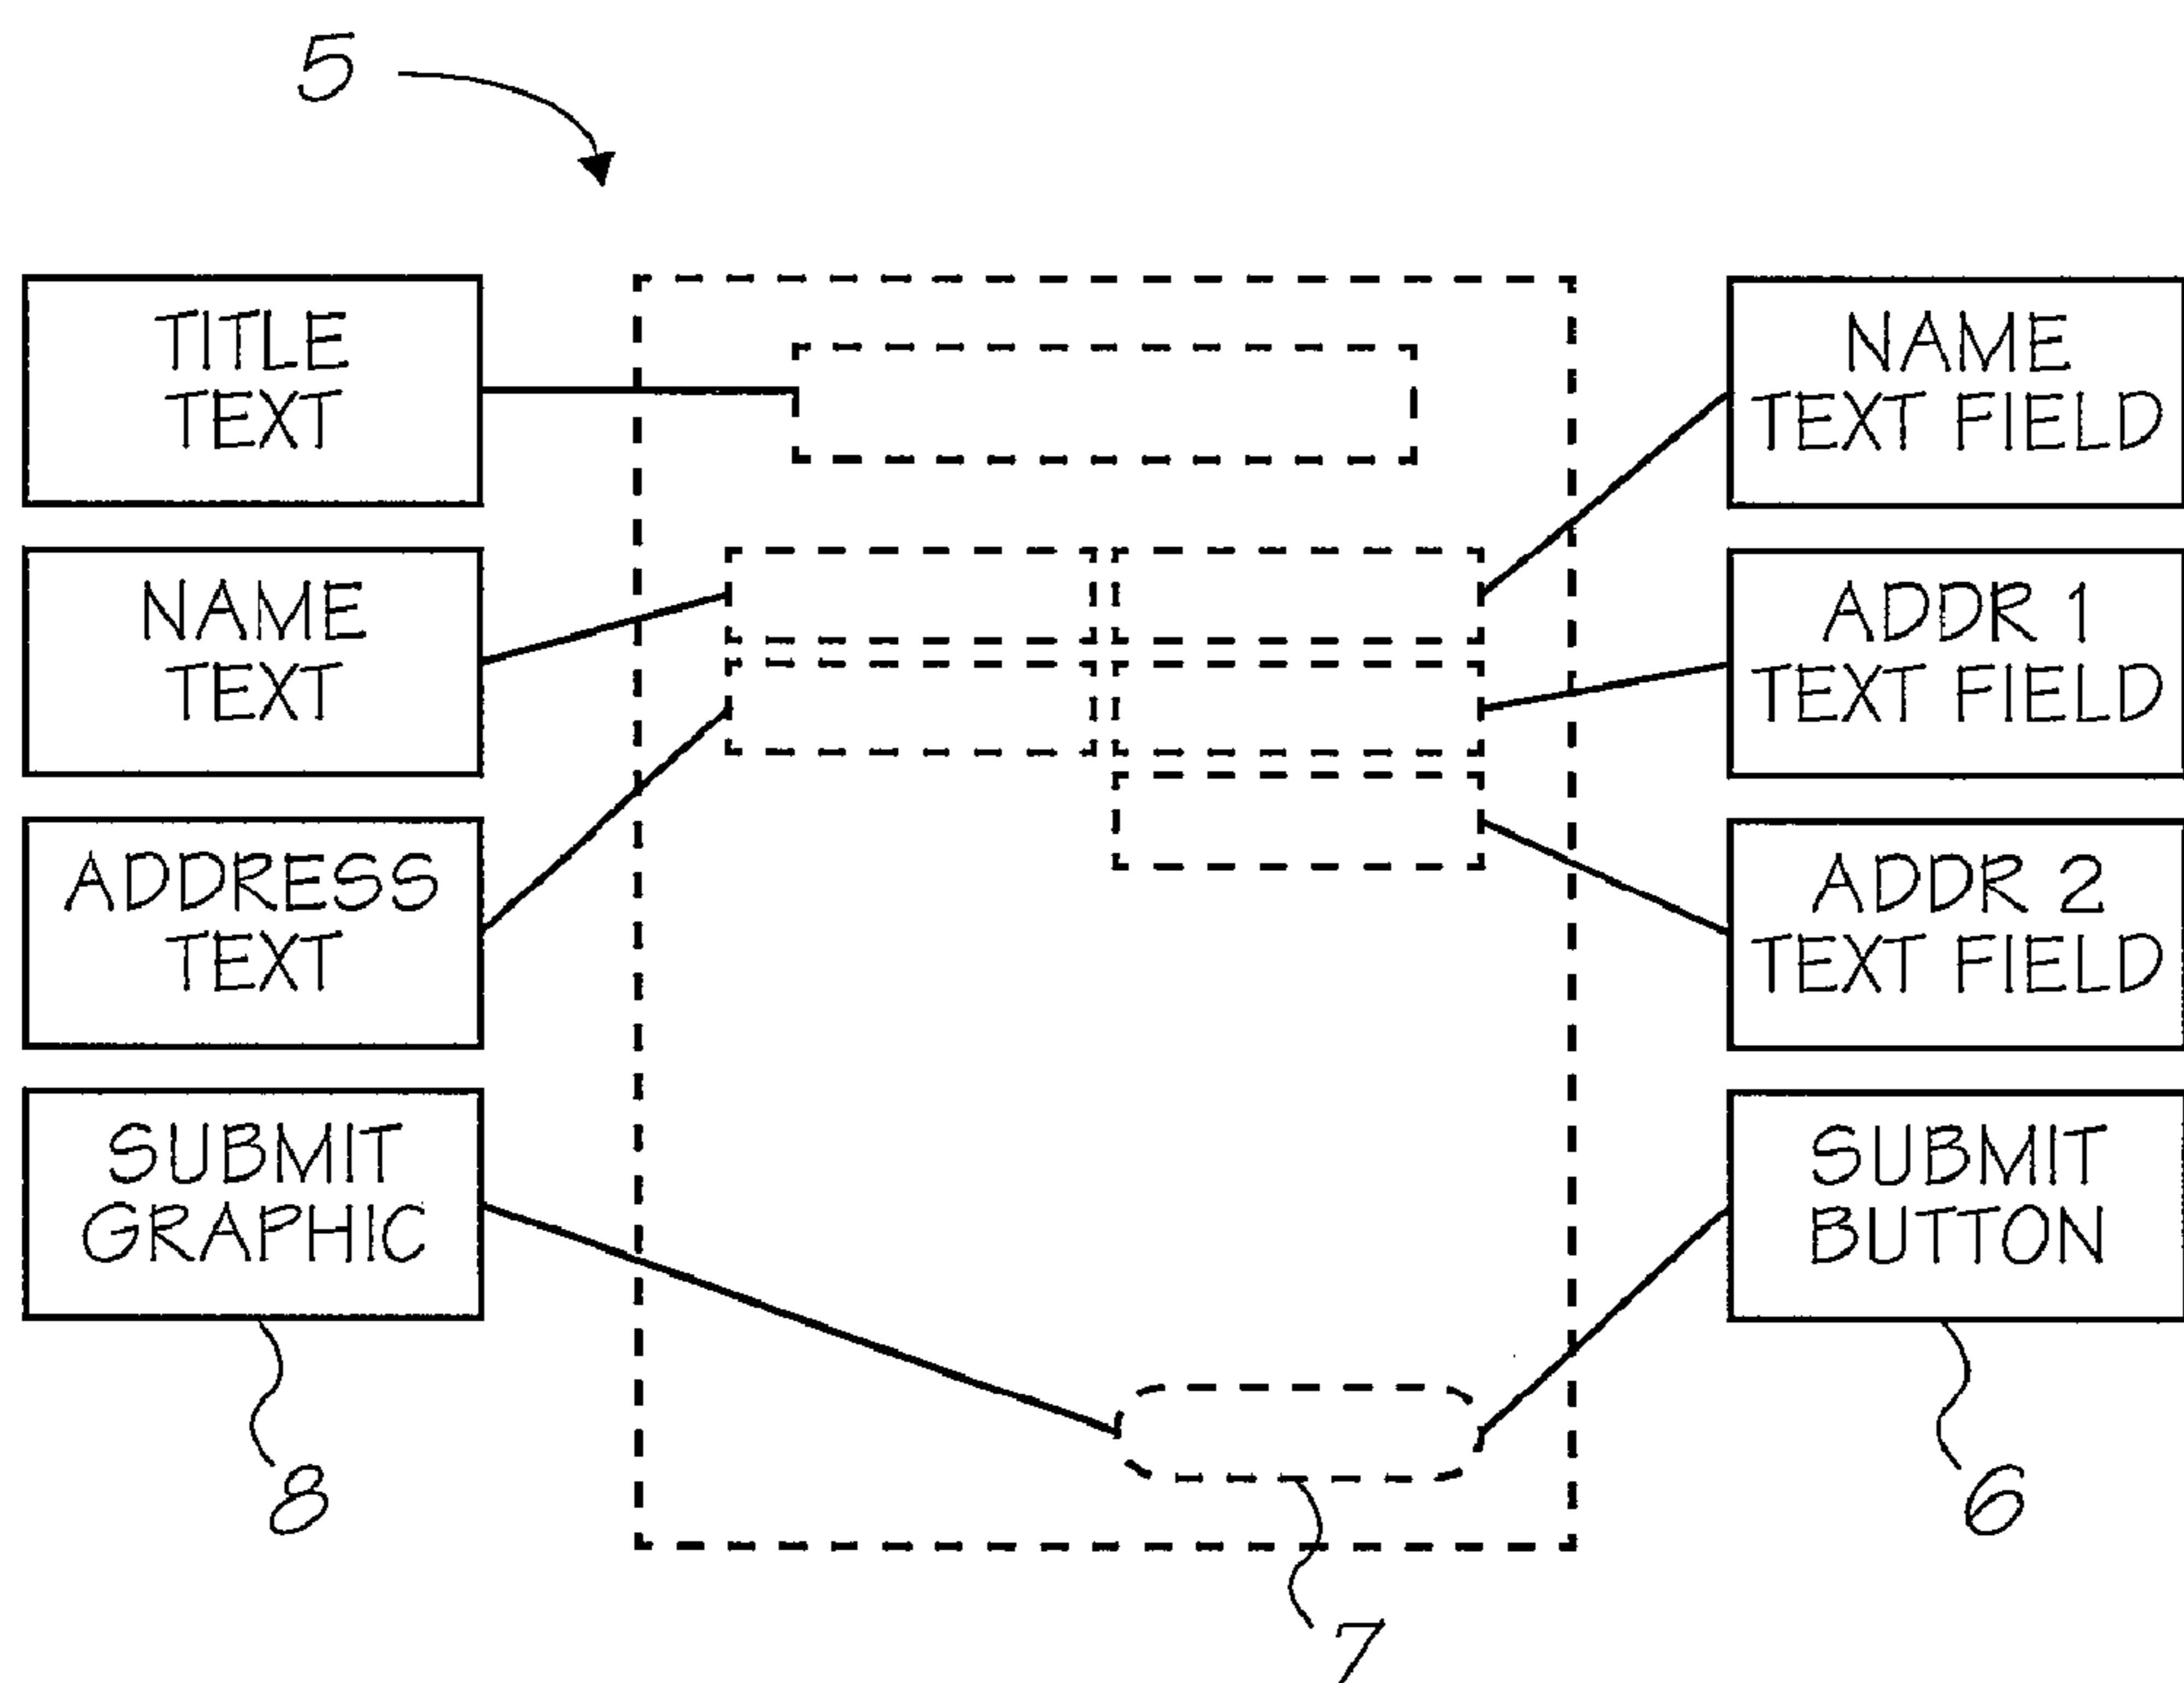 5
TITLE
TEXT
NAME
TEXT FIELD
NAME
TEXT
ADDR 1
TEXT FIELD
ADDRESS
TEXT
ADDR 2
TEXT FIELD
SUBMIT
GRAPHIC
SUBMIT
BUTTON
8
6
7